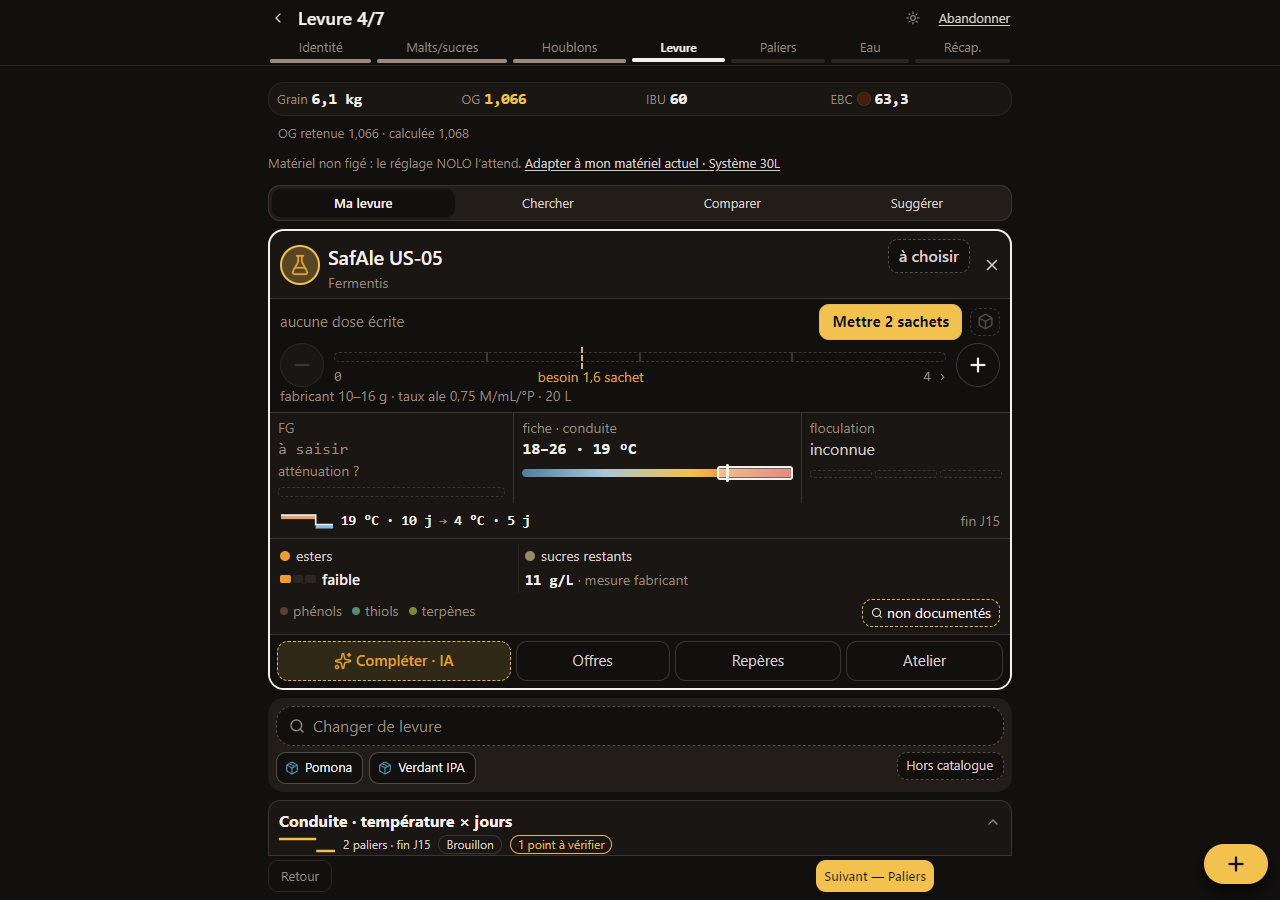 Levure 4/7
Abandonner
Identité Malts/sucres Houblons Levure Paliers Eau Récap.
Grain 6,1 kg OG 1,066 IBU 60 EBC 63,3
OG retenue 1,066 · calculée 1,068
Matériel non figé : le réglage NOLO l'attend. Adapter à mon matériel actuel · Système 30L
Ma levure Chercher Comparer Suggérer
SafAle US-05
à choisir
Fermentis
aucune dose écrite
Mettre 2 sachets
0 besoin 1,6 sachet 4 ›
fabricant 10–16 g · taux ale 0,75 M/mL/°P · 20 L
FG fiche · conduite floculation
à saisir 18–26 · 19 °C inconnue
atténuation ?
19 °C · 10 j → 4 °C · 5 j fin J15
esters sucres restants
faible 11 g/L · mesure fabricant
phénols thiols terpènes non documentés
Compléter · IA Offres Repères Atelier
Changer de levure
Pomona Verdant IPA Hors catalogue
Conduite · température × jours
2 paliers · fin J15 Brouillon 1 point à vérifier
Retour Suivant — Paliers